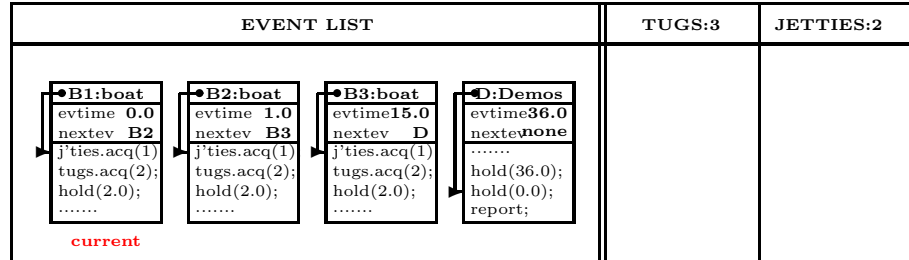 EVENT LIST TUGS:3 JETTIES:2
B1:boat B2:boat B3:boat D:Demos
evtime 0.0 evtime 1.0 evtime15.0 evtime36.0
nextev B2 nextev B3 nextev D nextevnone
j'ties.acq(1) j'ties.acq(1) j'ties.acq(1) .......
tugs.acq(2); tugs.acq(2); tugs.acq(2); hold(36.0);
hold(2.0); hold(2.0); hold(2.0); hold(0.0);
....... ....... ....... report;
current